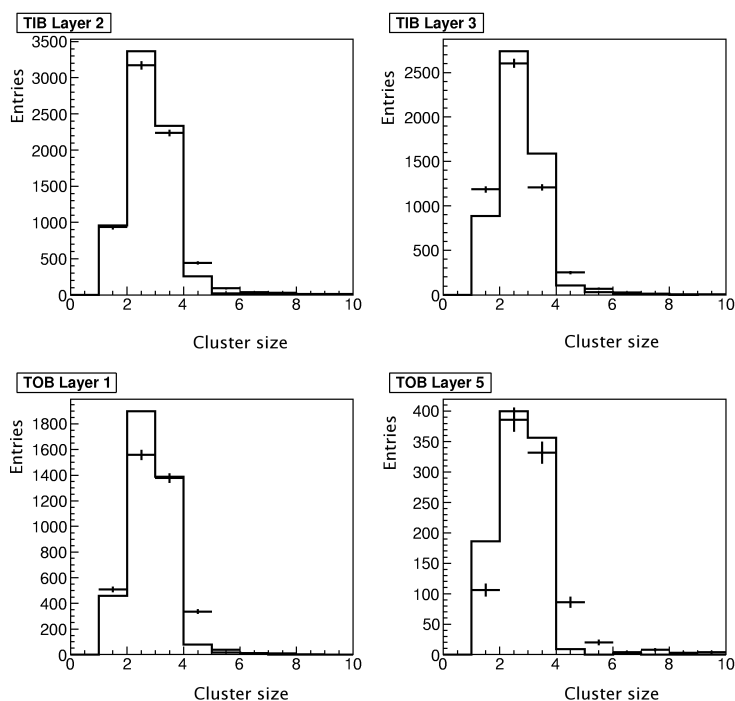 TIB Layer 2
Entries
3500
3000
2500
2000
1500
1000
500
0
0 2 4 6 8 10
Cluster size
TIB Layer 3
Entries
2500
2000
1500
1000
500
0
0 2 4 6 8 10
Cluster size
TOB Layer 1
Entries
1800
1600
1400
1200
1000
800
600
400
200
0
0 2 4 6 8 10
Cluster size
TOB Layer 5
Entries
400
350
300
250
200
150
100
50
0
0 2 4 6 8 10
Cluster size